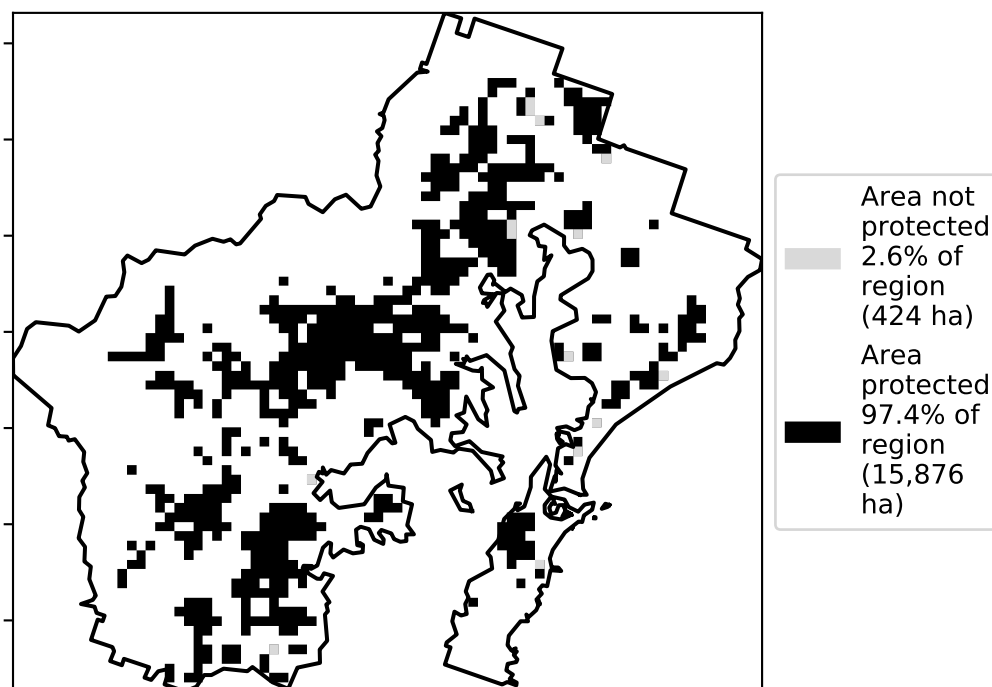 Area not
protected
2.6% of
region
(424 ha)
Area
protected
97.4% of
region
(15,876
ha)